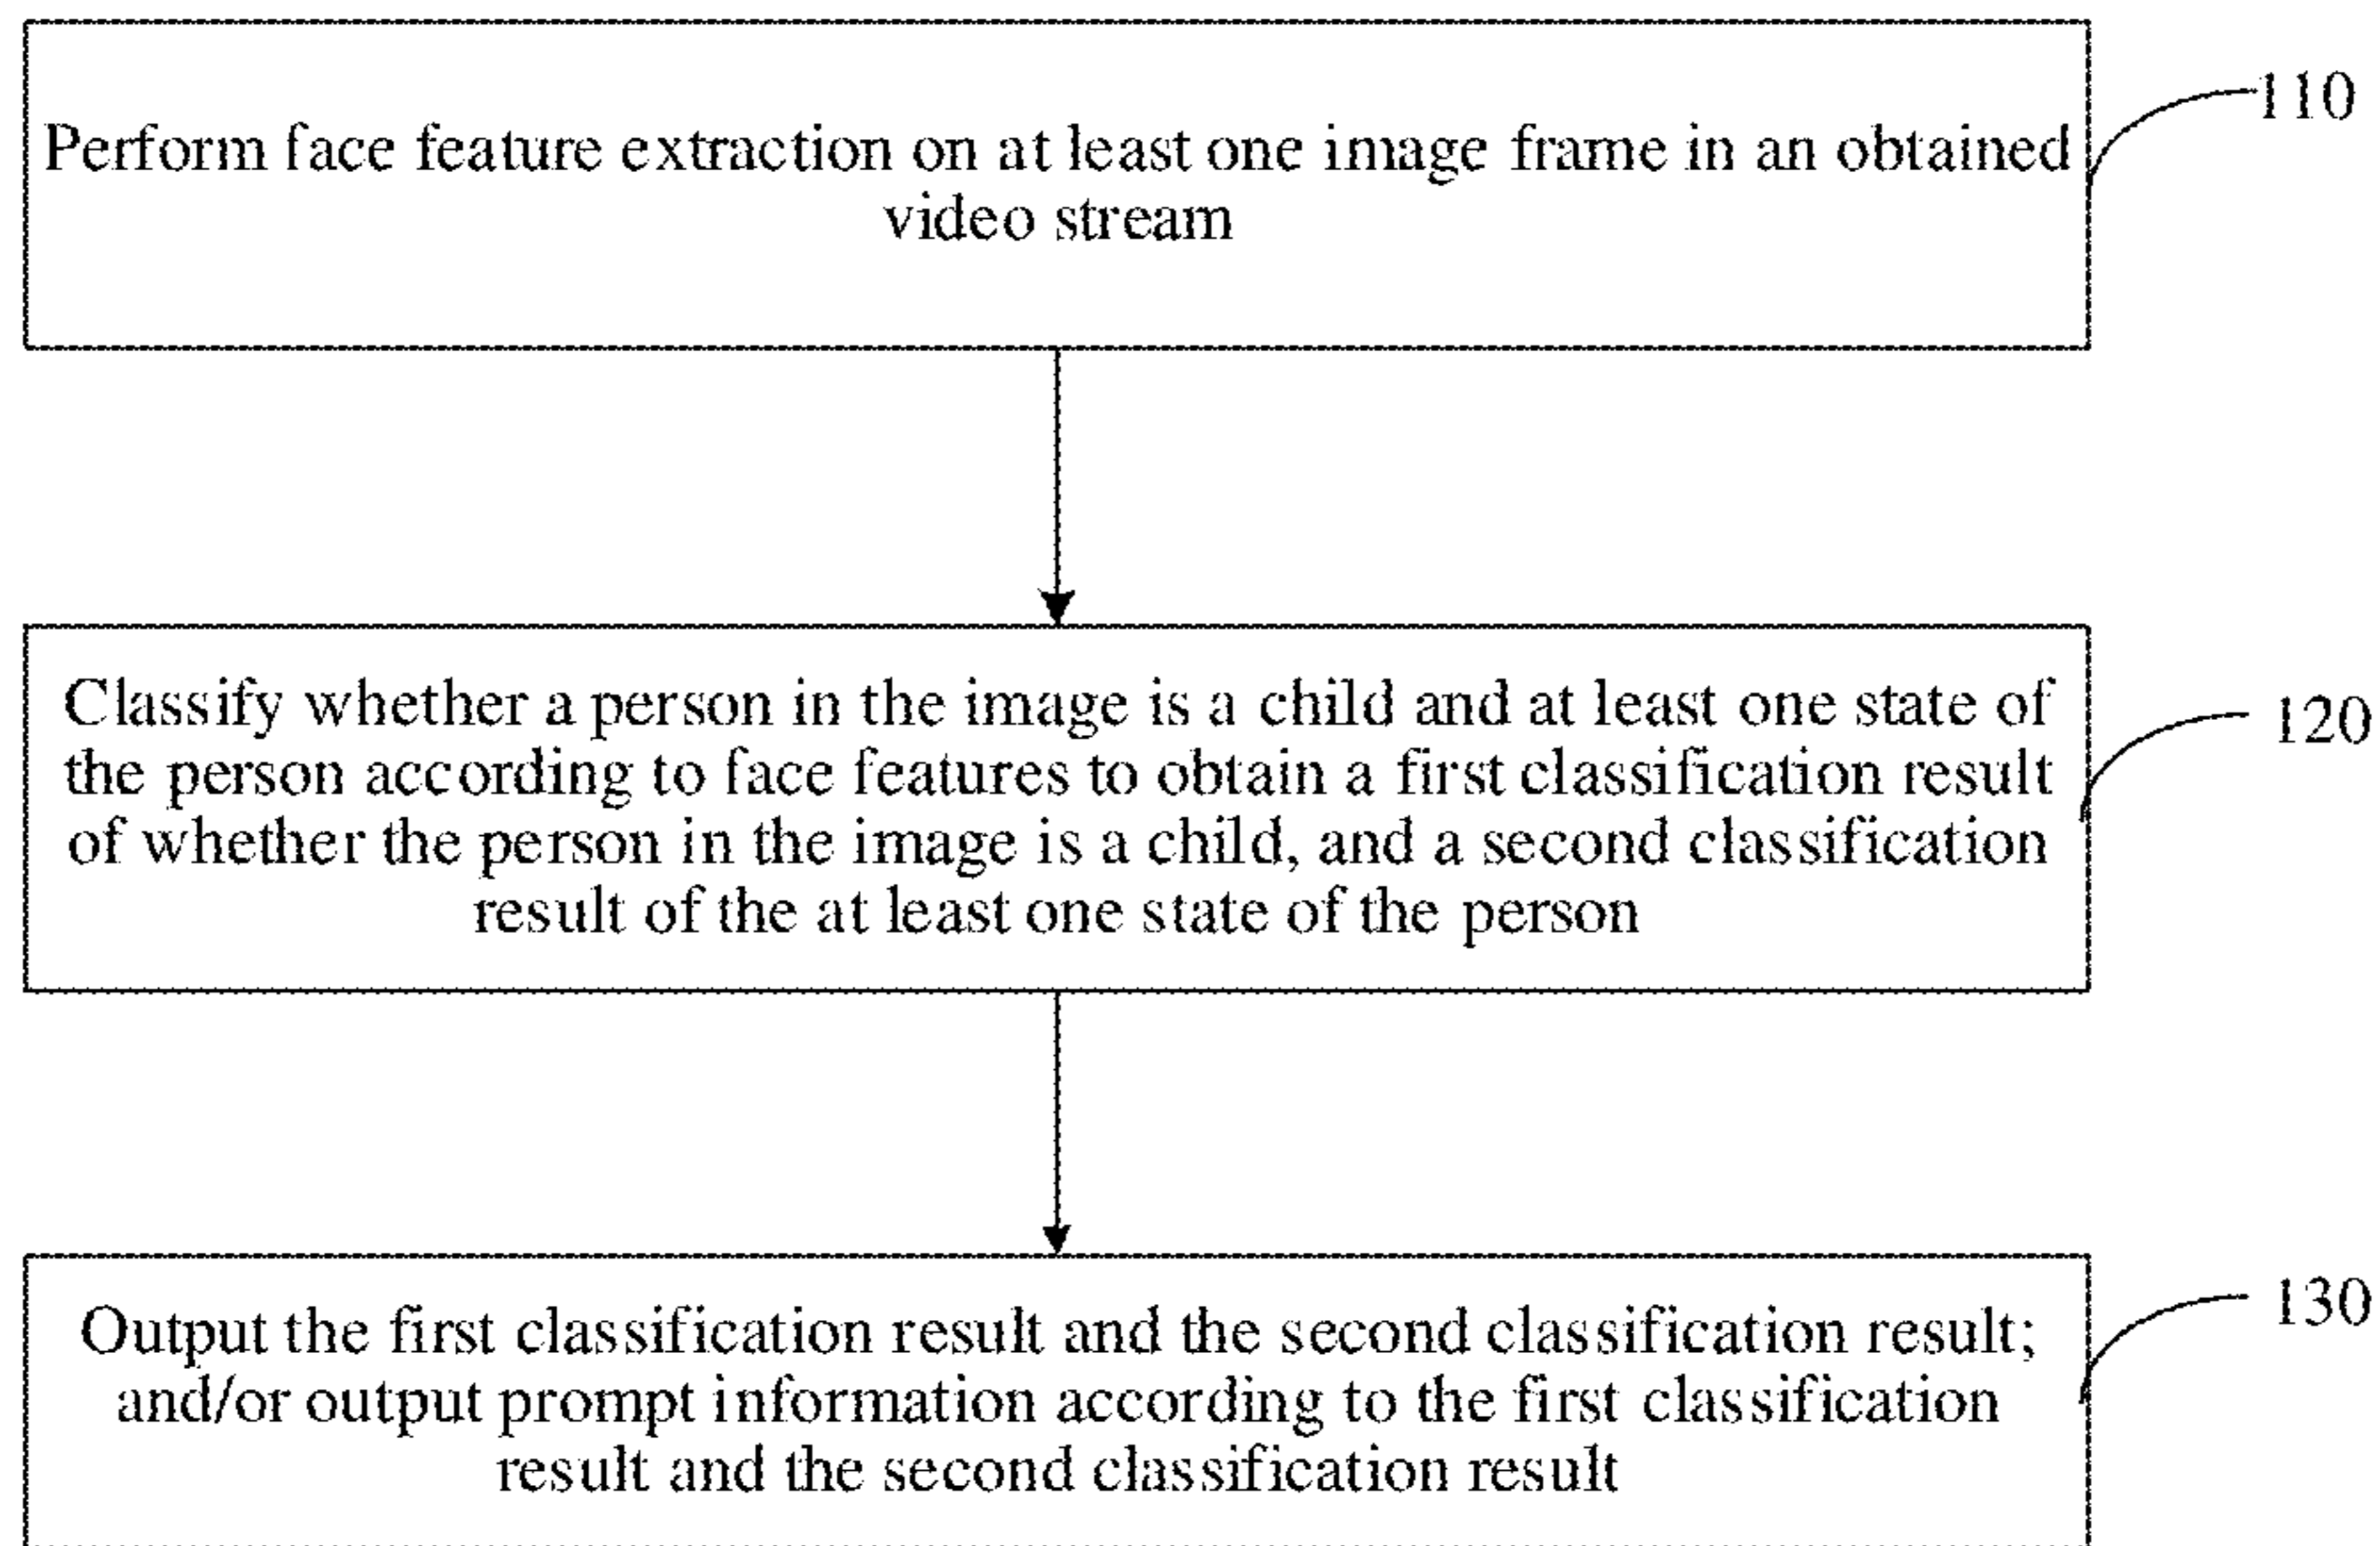 110
Perform face feature extraction on at least one image frame in an obtained
video stream
Classify whether a person in the image is a child and at least one state of
120
the person according to face features to obtain a first classification result
of whether the person in the image is a child, and a second classification
result of the at least one state of the person
130
Output the first classification result and the second classification result;
and/or output prompt information according to the first classification
result and the second classification result